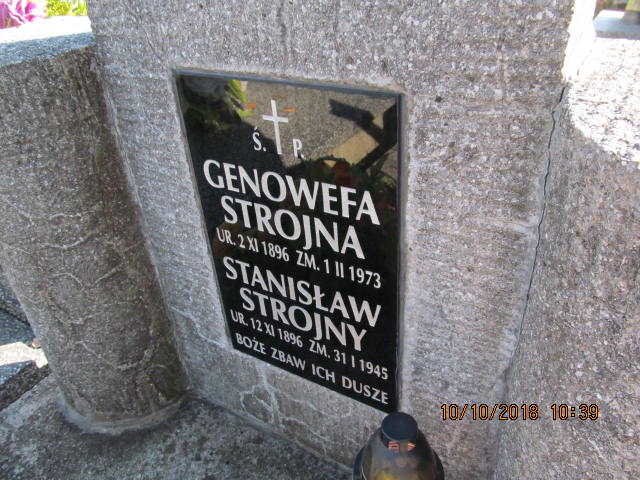 Ś. P.
GENOWEFA
STROJNA
UR. 2 XI 1896 ZM. 1 II 1973
STANISŁAW
STROJNY
UR. 12 XI 1896 ZM. 31 I 1945
BOŻE ZBAW ICH DUSZE
10/10/2018 10:39